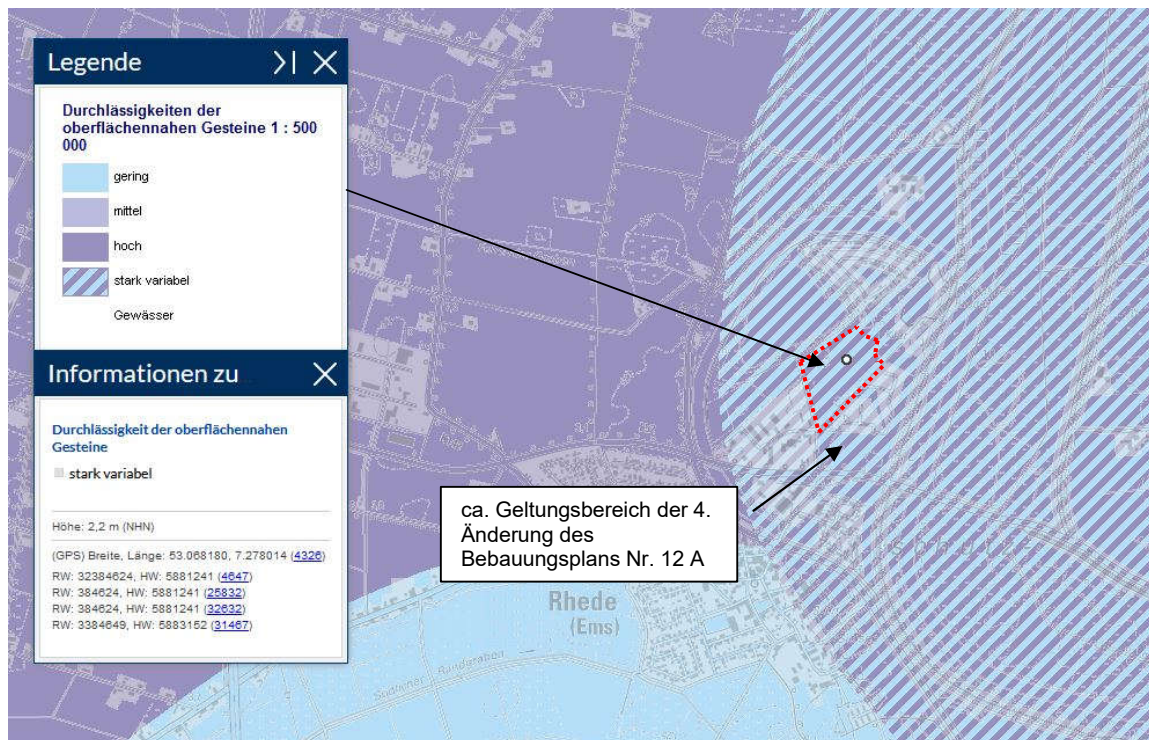 Legende
Durchlässigkeiten der
oberflächennahen Gesteine 1 : 500
000
gering
mittel
hoch
stark variabel
Gewässer
Informationen zu
Durchlässigkeit der oberflächennahen
Gesteine
stark variabel
Höhe: 2,2 m (NHN)
(GPS) Breite, Länge: 53.068180, 7.278014 (4326)
RW: 32384624, HW: 5881241 (4647)
RW: 384624, HW: 5881241 (25832)
RW: 384624, HW: 5881241 (32632)
RW: 3384649, HW: 5883152 (31467)
ca. Geltungsbereich der 4.
Änderung des
Bebauungsplans Nr. 12 A
Rhede
(Ems)